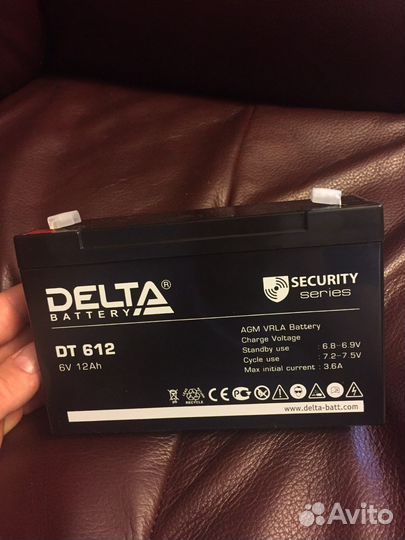 DELTA®
BATTERY
SECURITY
series
DT 612
6V 12Ah
AGM VRLA Battery
Charge Voltage
Standby use : 6.8-6.9V
Cycle use : 7.2-7.5V
Max initial current : 3.6A
RECYCLE
www.delta-batt.com
Avito